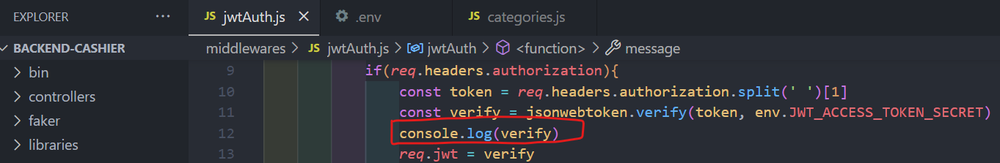 EXPLORER ... JS jwtAuth.js × .env JS categories.js
BACKEND-CASHIER middlewares > JS jwtAuth.js > jwtAuth > <function> > message
> bin 9 if(req.headers.authorization){
> controllers 10 const token = req.headers.authorization.split(' ')[1]
> faker 11 const verify = jsonwebtoken.verify(token, env.JWT_ACCESS_TOKEN_SECRET)
> libraries 12 console.log(verify)
13 req.jwt = verify